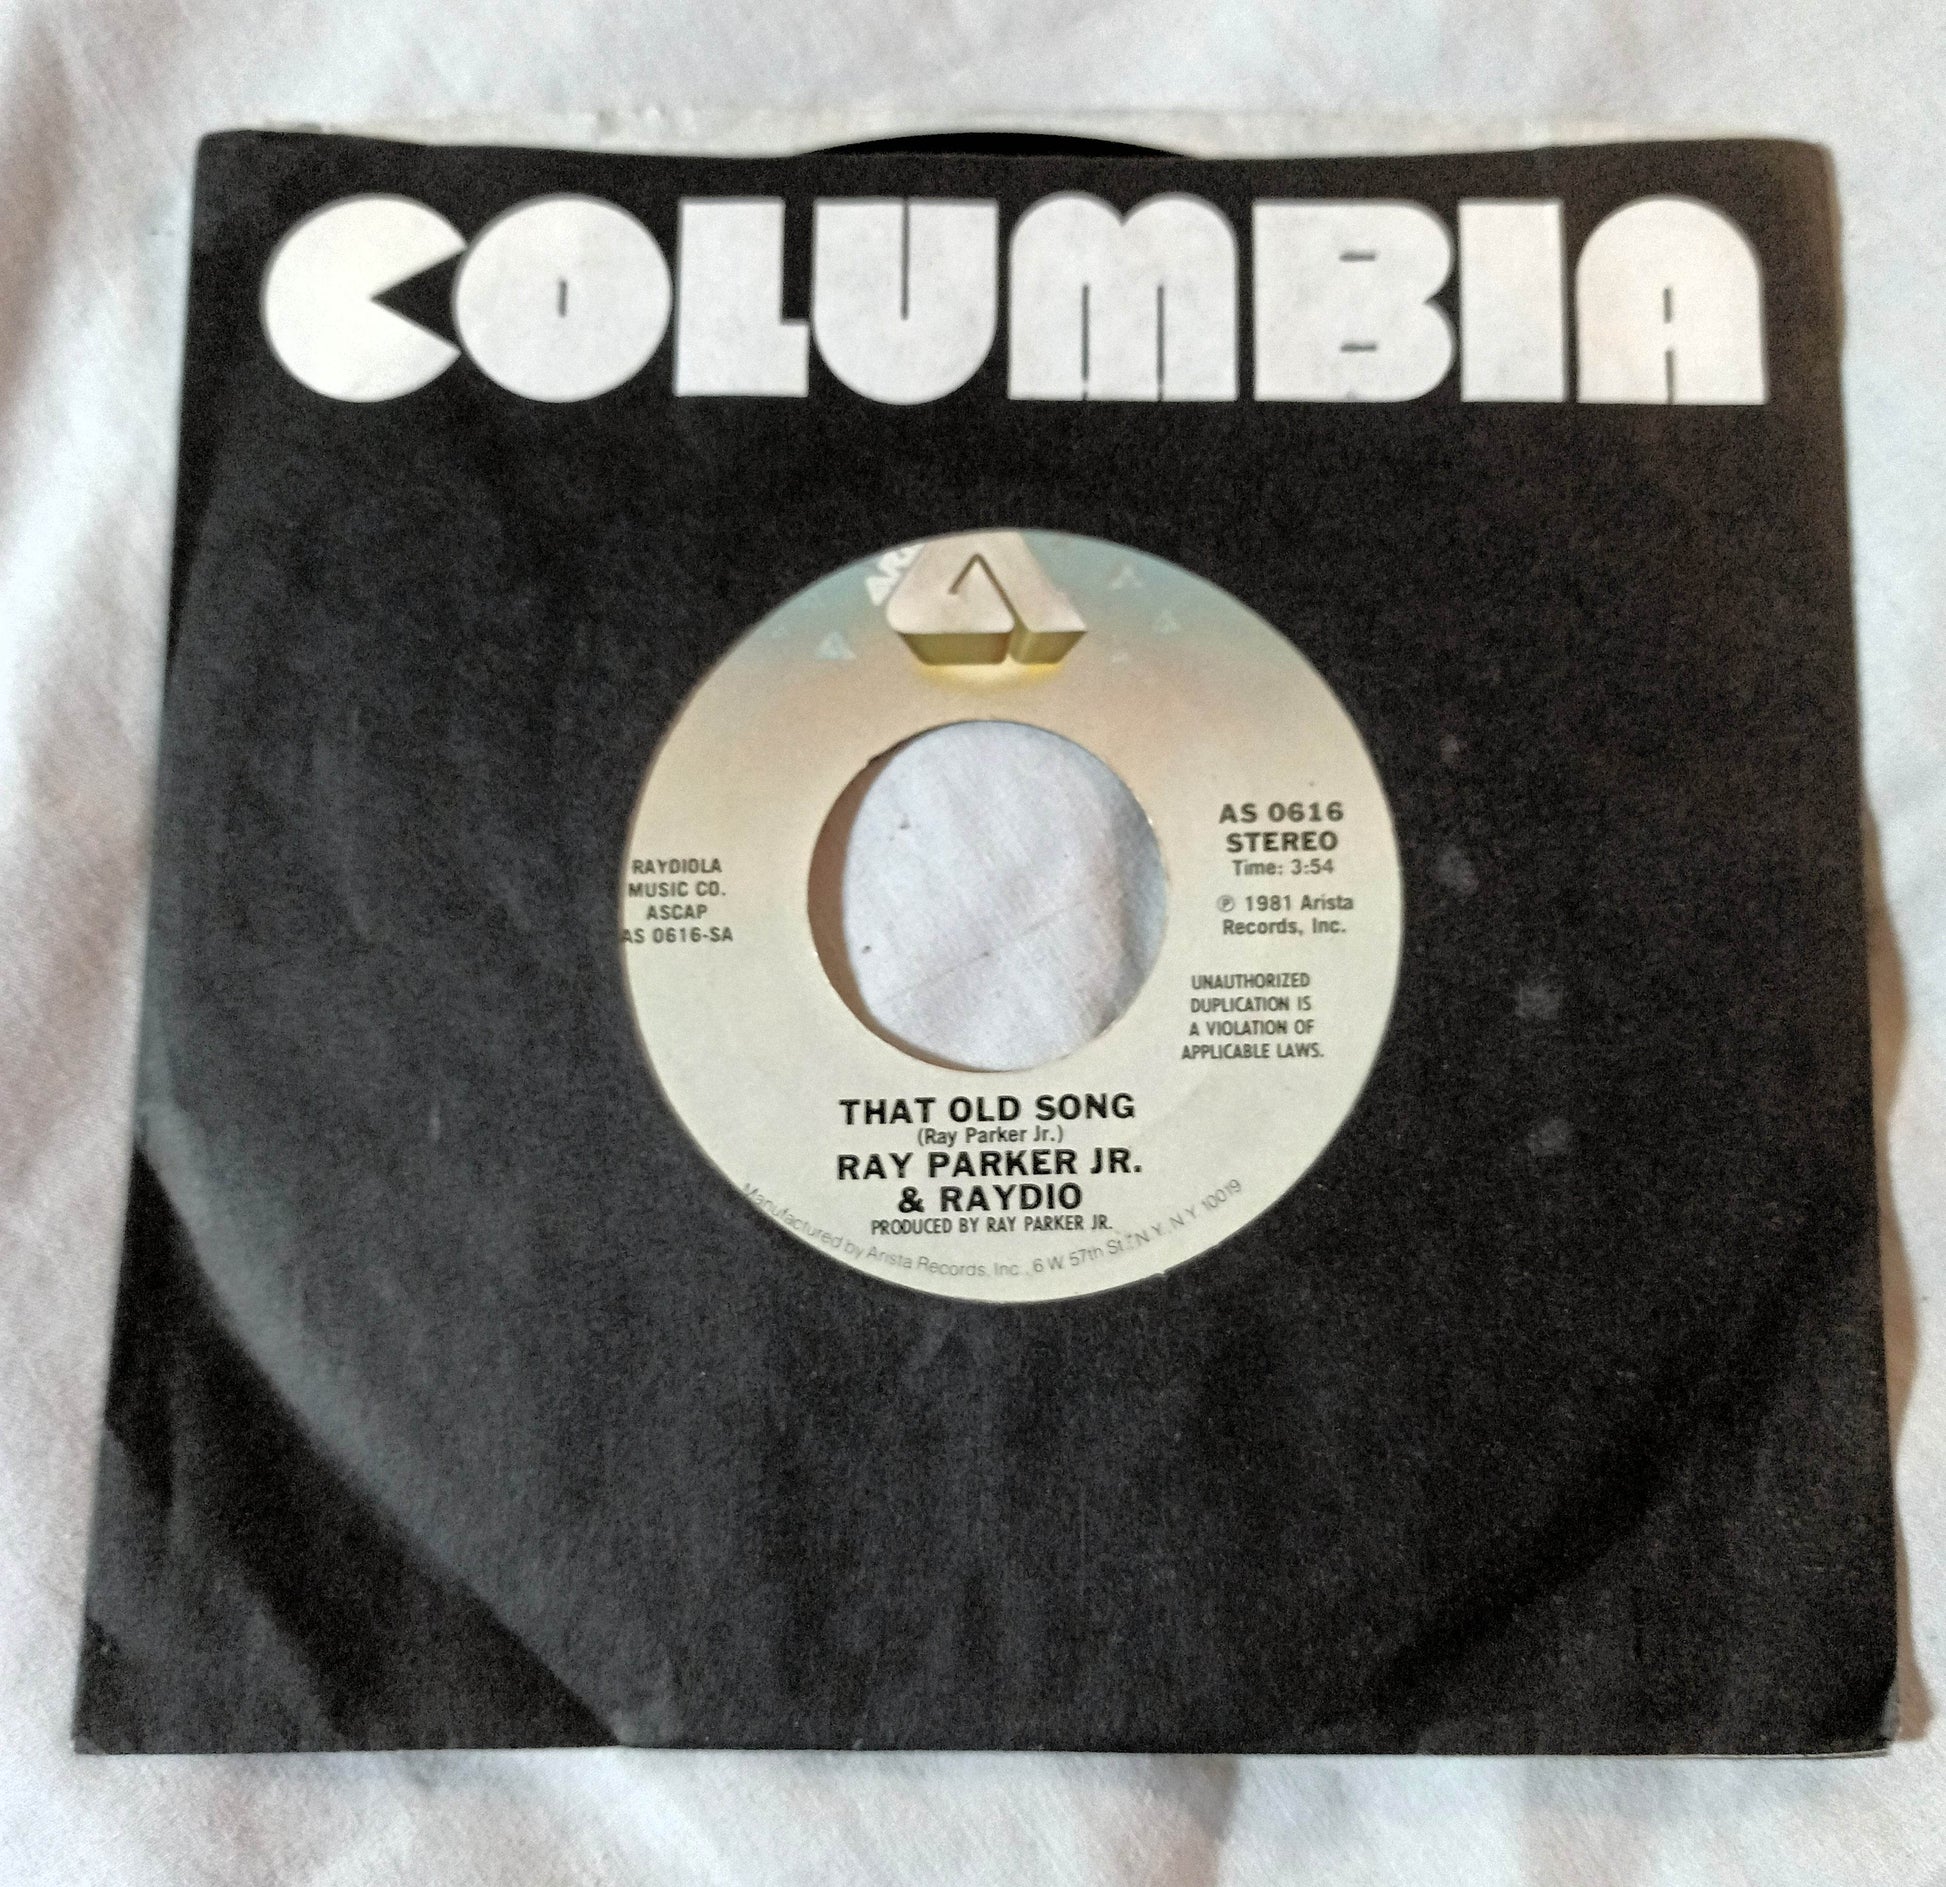 COLUMBIA
RAYDIOLA
MUSIC CO.
ASCAP
AS 0616-SA
AS 0616
STEREO
Time: 3:54
℗ 1981 Arista
Records, Inc.
UNAUTHORIZED
DUPLICATION IS
A VIOLATION OF
APPLICABLE LAWS.
THAT OLD SONG
(Ray Parker Jr.)
RAY PARKER JR.
& RAYDIO
PRODUCED BY RAY PARKER JR.
Manufactured by Arista Records, Inc., 6 W. 57th St., N.Y., N.Y. 10019